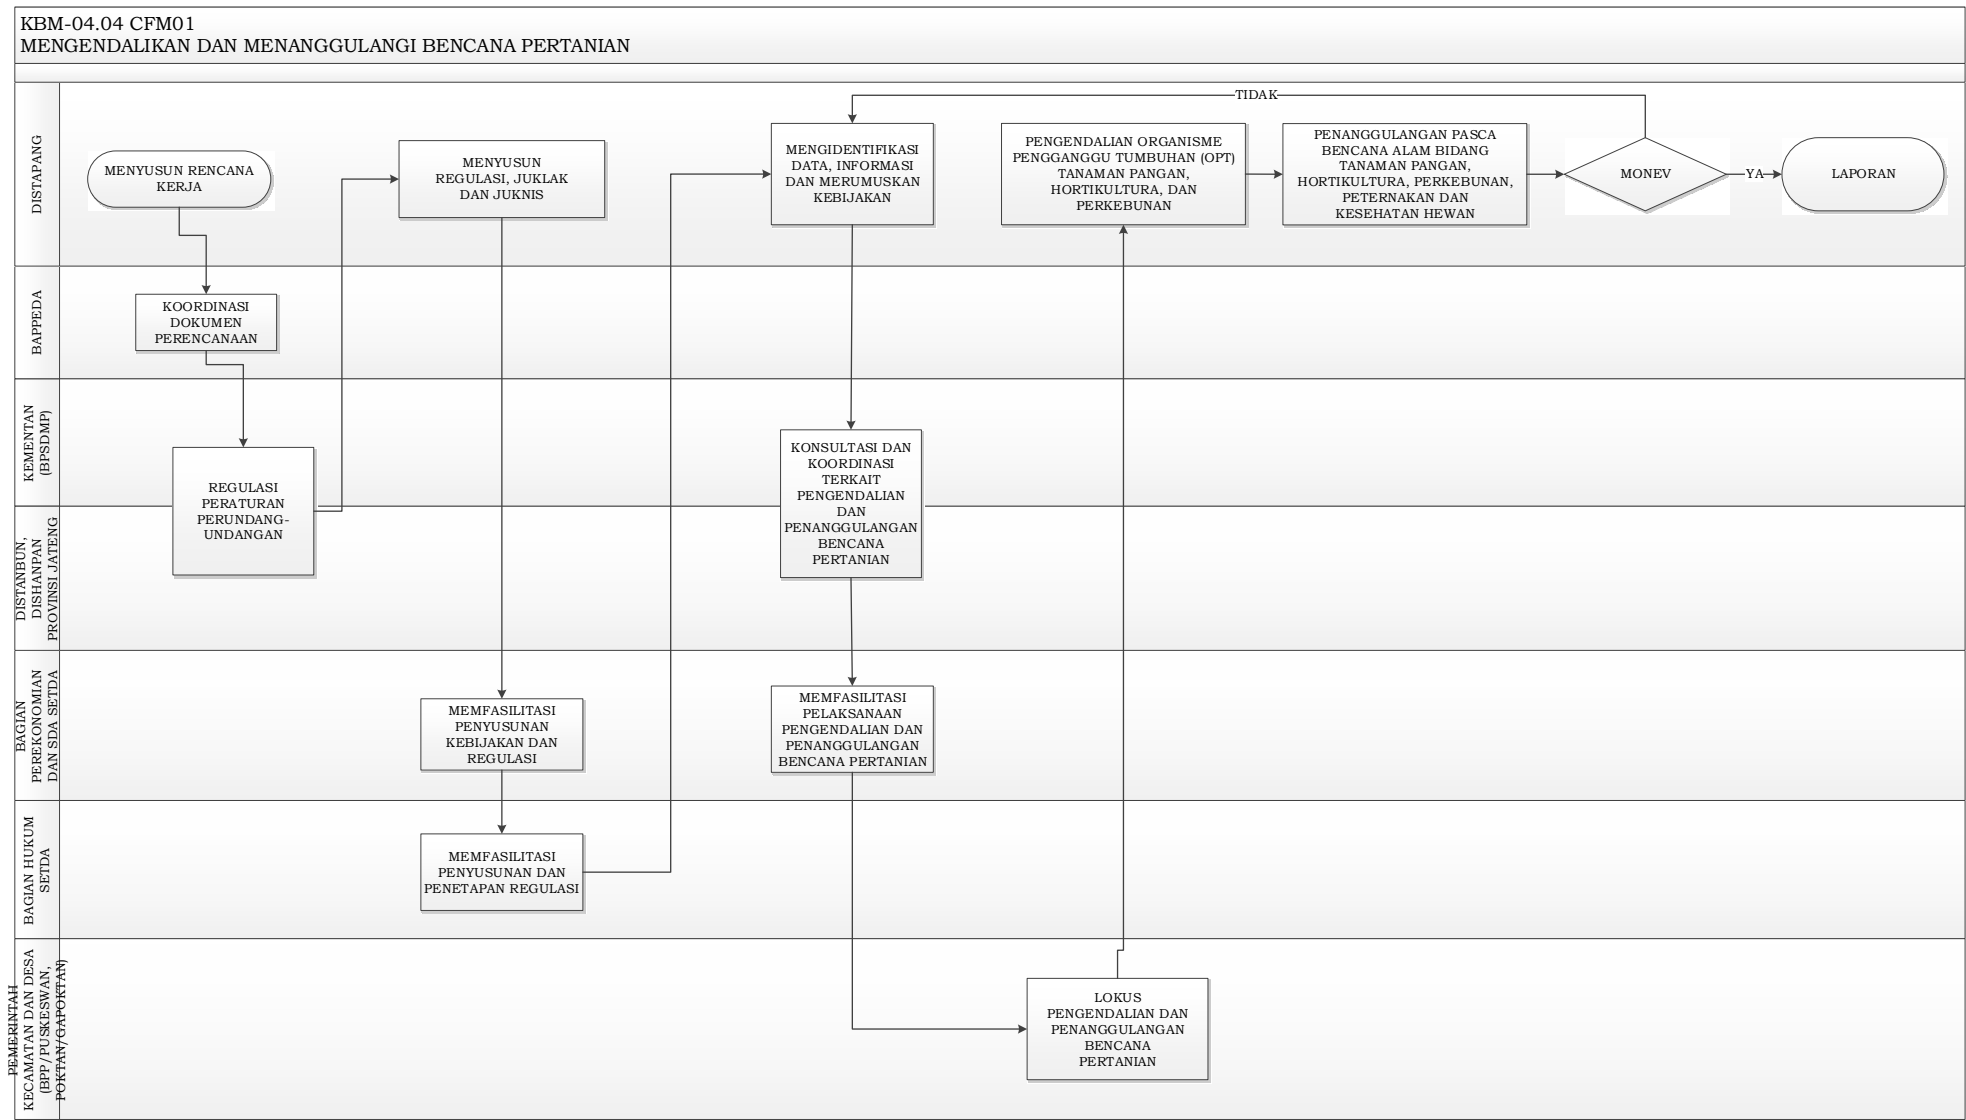 KBM-04.04 CFM01
MENGENDALIKAN DAN MENANGGULANGI BENCANA PERTANIAN
DISTAPANG
MENYUSUN RENCANA
KERJA
MENYUSUN
REGULASI, JUKLAK
DAN JUKNIS
MENGIDENTIFIKASI
DATA, INFORMASI
DAN MERUMUSKAN
KEBIJAKAN
PENGENDALIAN ORGANISME
PENGGANGGU TUMBUHAN (OPT)
TANAMAN PANGAN,
HORTIKULTURA, DAN
PERKEBUNAN
PENANGGULANGAN PASCA
BENCANA ALAM BIDANG
TANAMAN PANGAN,
HORTIKULTURA, PERKEBUNAN,
PETERNAKAN DAN
KESEHATAN HEWAN
TIDAK
MONEV
YA
LAPORAN
BAPPEDA
KOORDINASI
DOKUMEN
PERENCANAAN
KEMENTAN
(BPSDMP)
REGULASI
PERATURAN
PERUNDANG-
UNDANGAN
KONSULTASI DAN
KOORDINASI
TERKAIT
PENGENDALIAN
DAN
PENANGGULANGAN
BENCANA
PERTANIAN
DISTANBUN,
DISHANPAN
PROVINSI JATENG
BAGIAN
PEREKONOMIAN
DAN SDA SETDA
MEMFASILITASI
PENYUSUNAN
KEBIJAKAN DAN
REGULASI
MEMFASILITASI
PELAKSANAAN
PENGENDALIAN DAN
PENANGGULANGAN
BENCANA PERTANIAN
BAGIAN HUKUM
SETDA
MEMFASILITASI
PENYUSUNAN DAN
PENETAPAN REGULASI
PEMERINTAH
KECAMATAN DAN DESA
(BPP/PUSKESWAN,
POKTAN/GAPOKTAN)
LOKUS
PENGENDALIAN DAN
PENANGGULANGAN
BENCANA
PERTANIAN